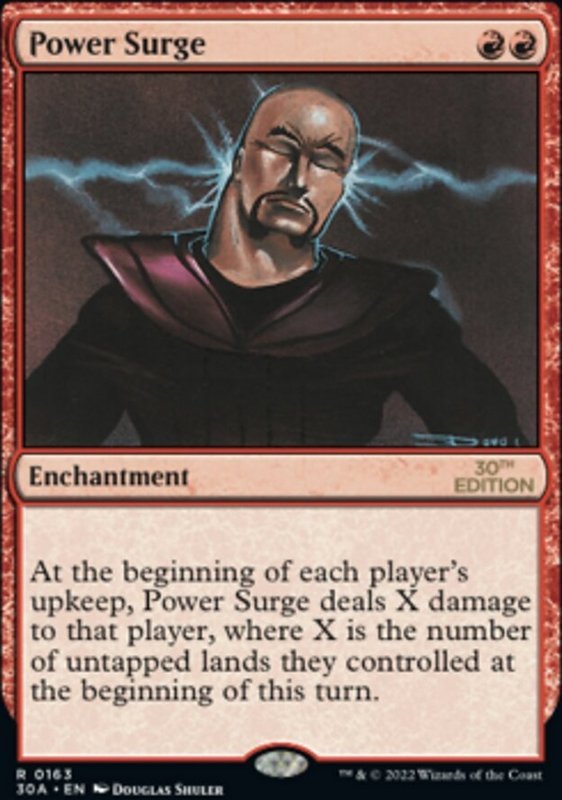 Power Surge
Enchantment
30TH
EDITION
At the beginning of each player's
upkeep, Power Surge deals X damage
to that player, where X is the number
of untapped lands they controlled at
the beginning of this turn.
R 0163
30A • EN DOUGLAS SHULER
™ & © 2022 Wizards of the Coast